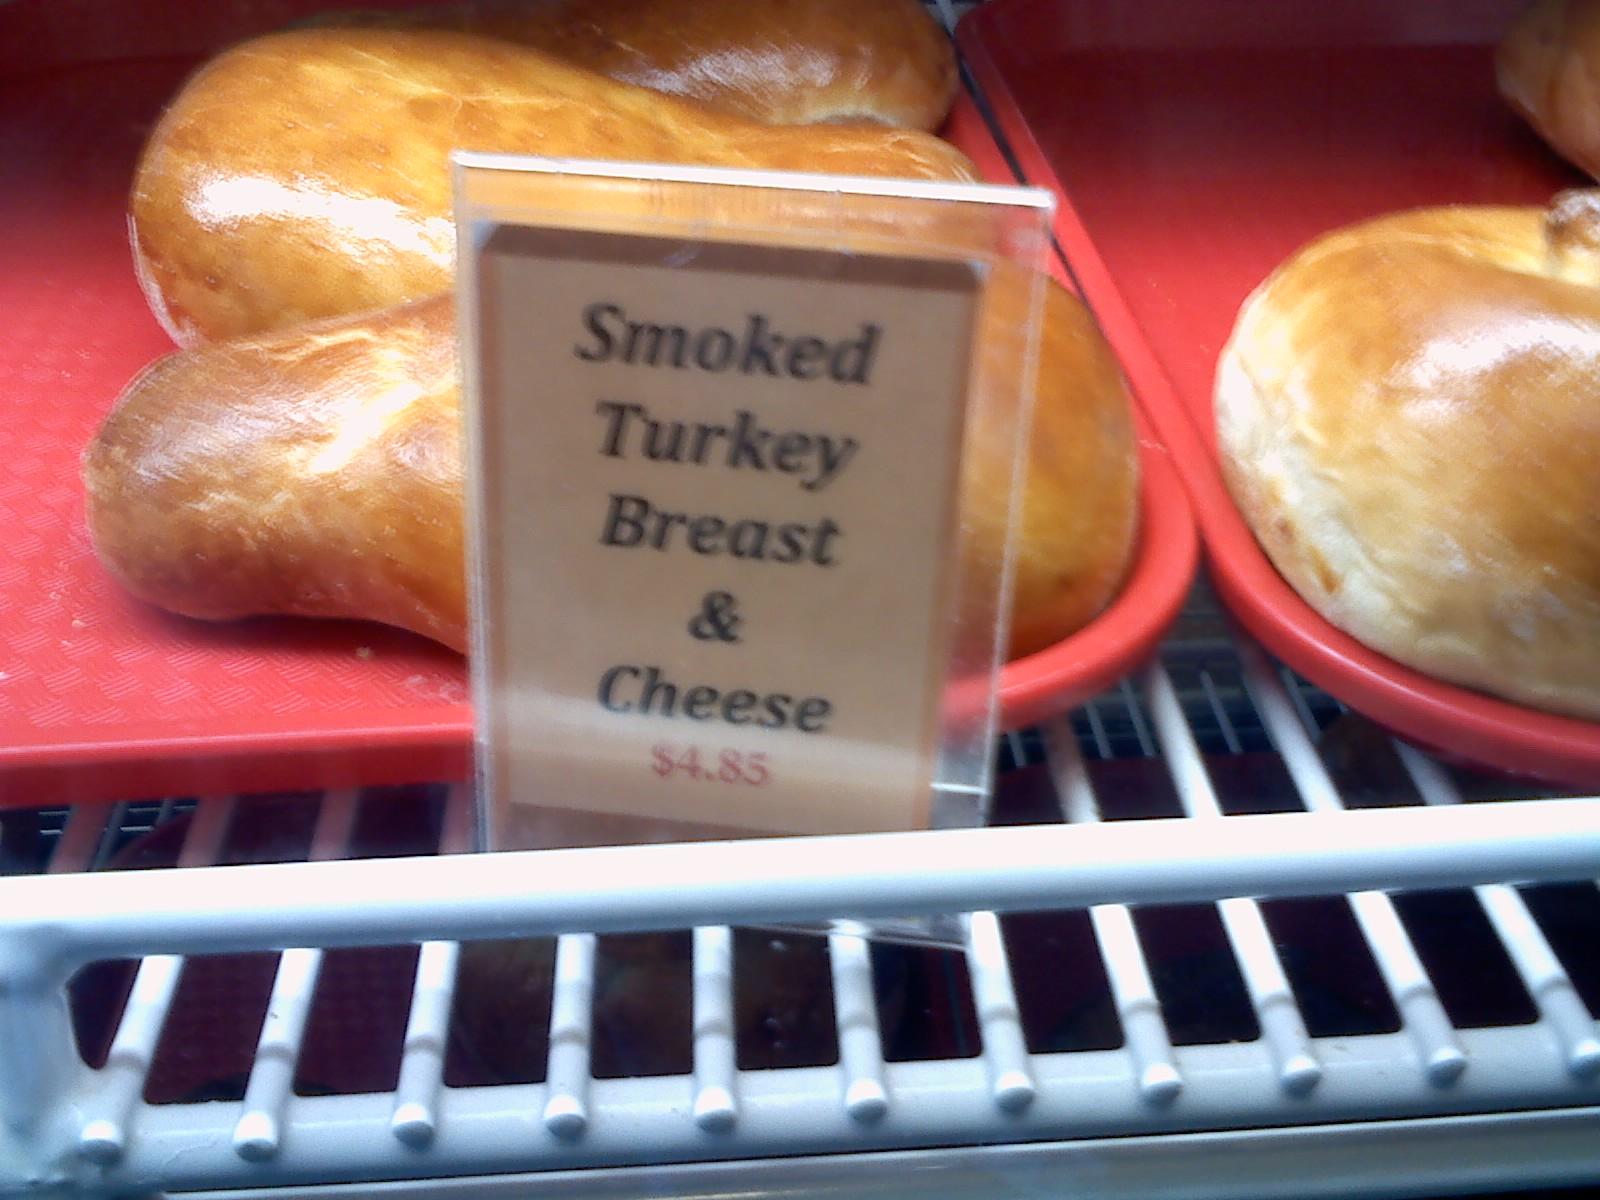 Smoked
Turkey
Breast
&
Cheese
$4.85